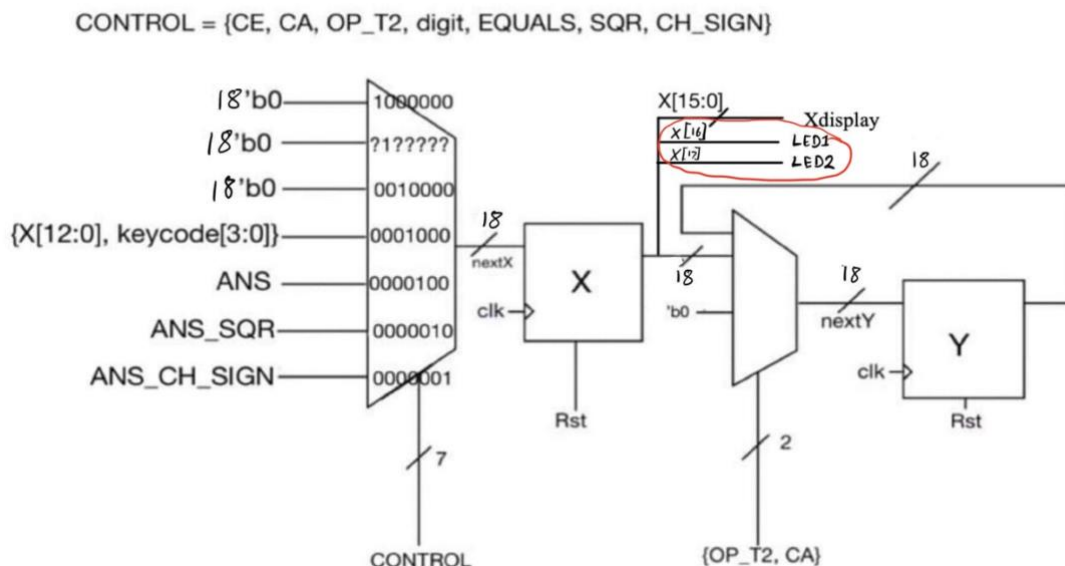 CONTROL = {CE, CA, OP_T2, digit, EQUALS, SQR, CH_SIGN}
18'b0
1000000
X[15:0]
Xdisplay
X[16]
LED1
18'b0
?1?????
X[17]
LED2
18
18'b0
0010000
{X[12:0], keycode[3:0]}
0001000
18
nextX
X
18
18
ANS
0000100
clk
'b0
nextY
Y
ANS_SQR
0000010
ANS_CH_SIGN
0000001
clk
Rst
Rst
7
2
CONTROL
{OP_T2, CA}